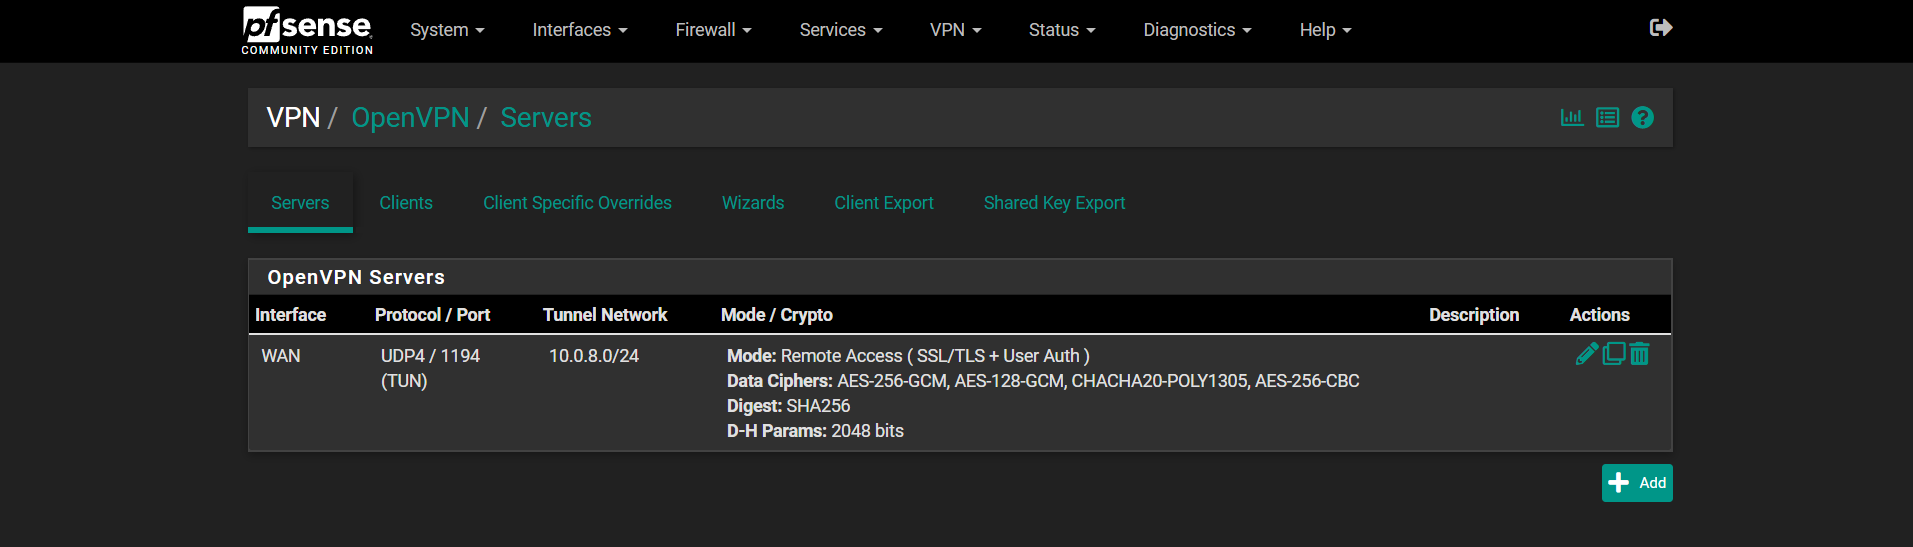 pfsense
COMMUNITY EDITION
System
Interfaces
Firewall
Services
VPN
Status
Diagnostics
Help
VPN / OpenVPN / Servers
Servers
Clients
Client Specific Overrides
Wizards
Client Export
Shared Key Export
OpenVPN Servers
Interface Protocol / Port Tunnel Network Mode / Crypto Description Actions
WAN UDP4 / 1194 10.0.8.0/24 Mode: Remote Access ( SSL/TLS + User Auth )
(TUN) Data Ciphers: AES-256-GCM, AES-128-GCM, CHACHA20-POLY1305, AES-256-CBC
Digest: SHA256
D-H Params: 2048 bits
Add